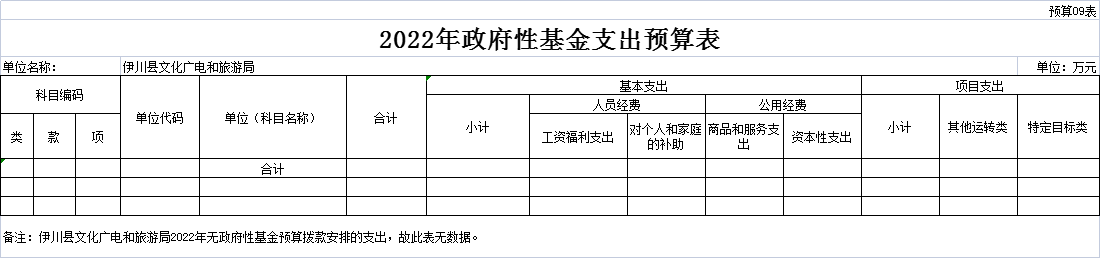 预算09表
2022年政府性基金支出预算表
单位名称： 伊川县文化广电和旅游局 单位：万元
科目编码 单位代码 单位（科目名称） 合计 基本支出 项目支出
小计 人员经费 公用经费 小计 其他运转类 特定目标类
类 款 项 工资福利支出 对个人和家庭的补助 商品和服务支出 资本性支出
合计
备注：伊川县文化广电和旅游局2022年无政府性基金预算拨款安排的支出，故此表无数据。